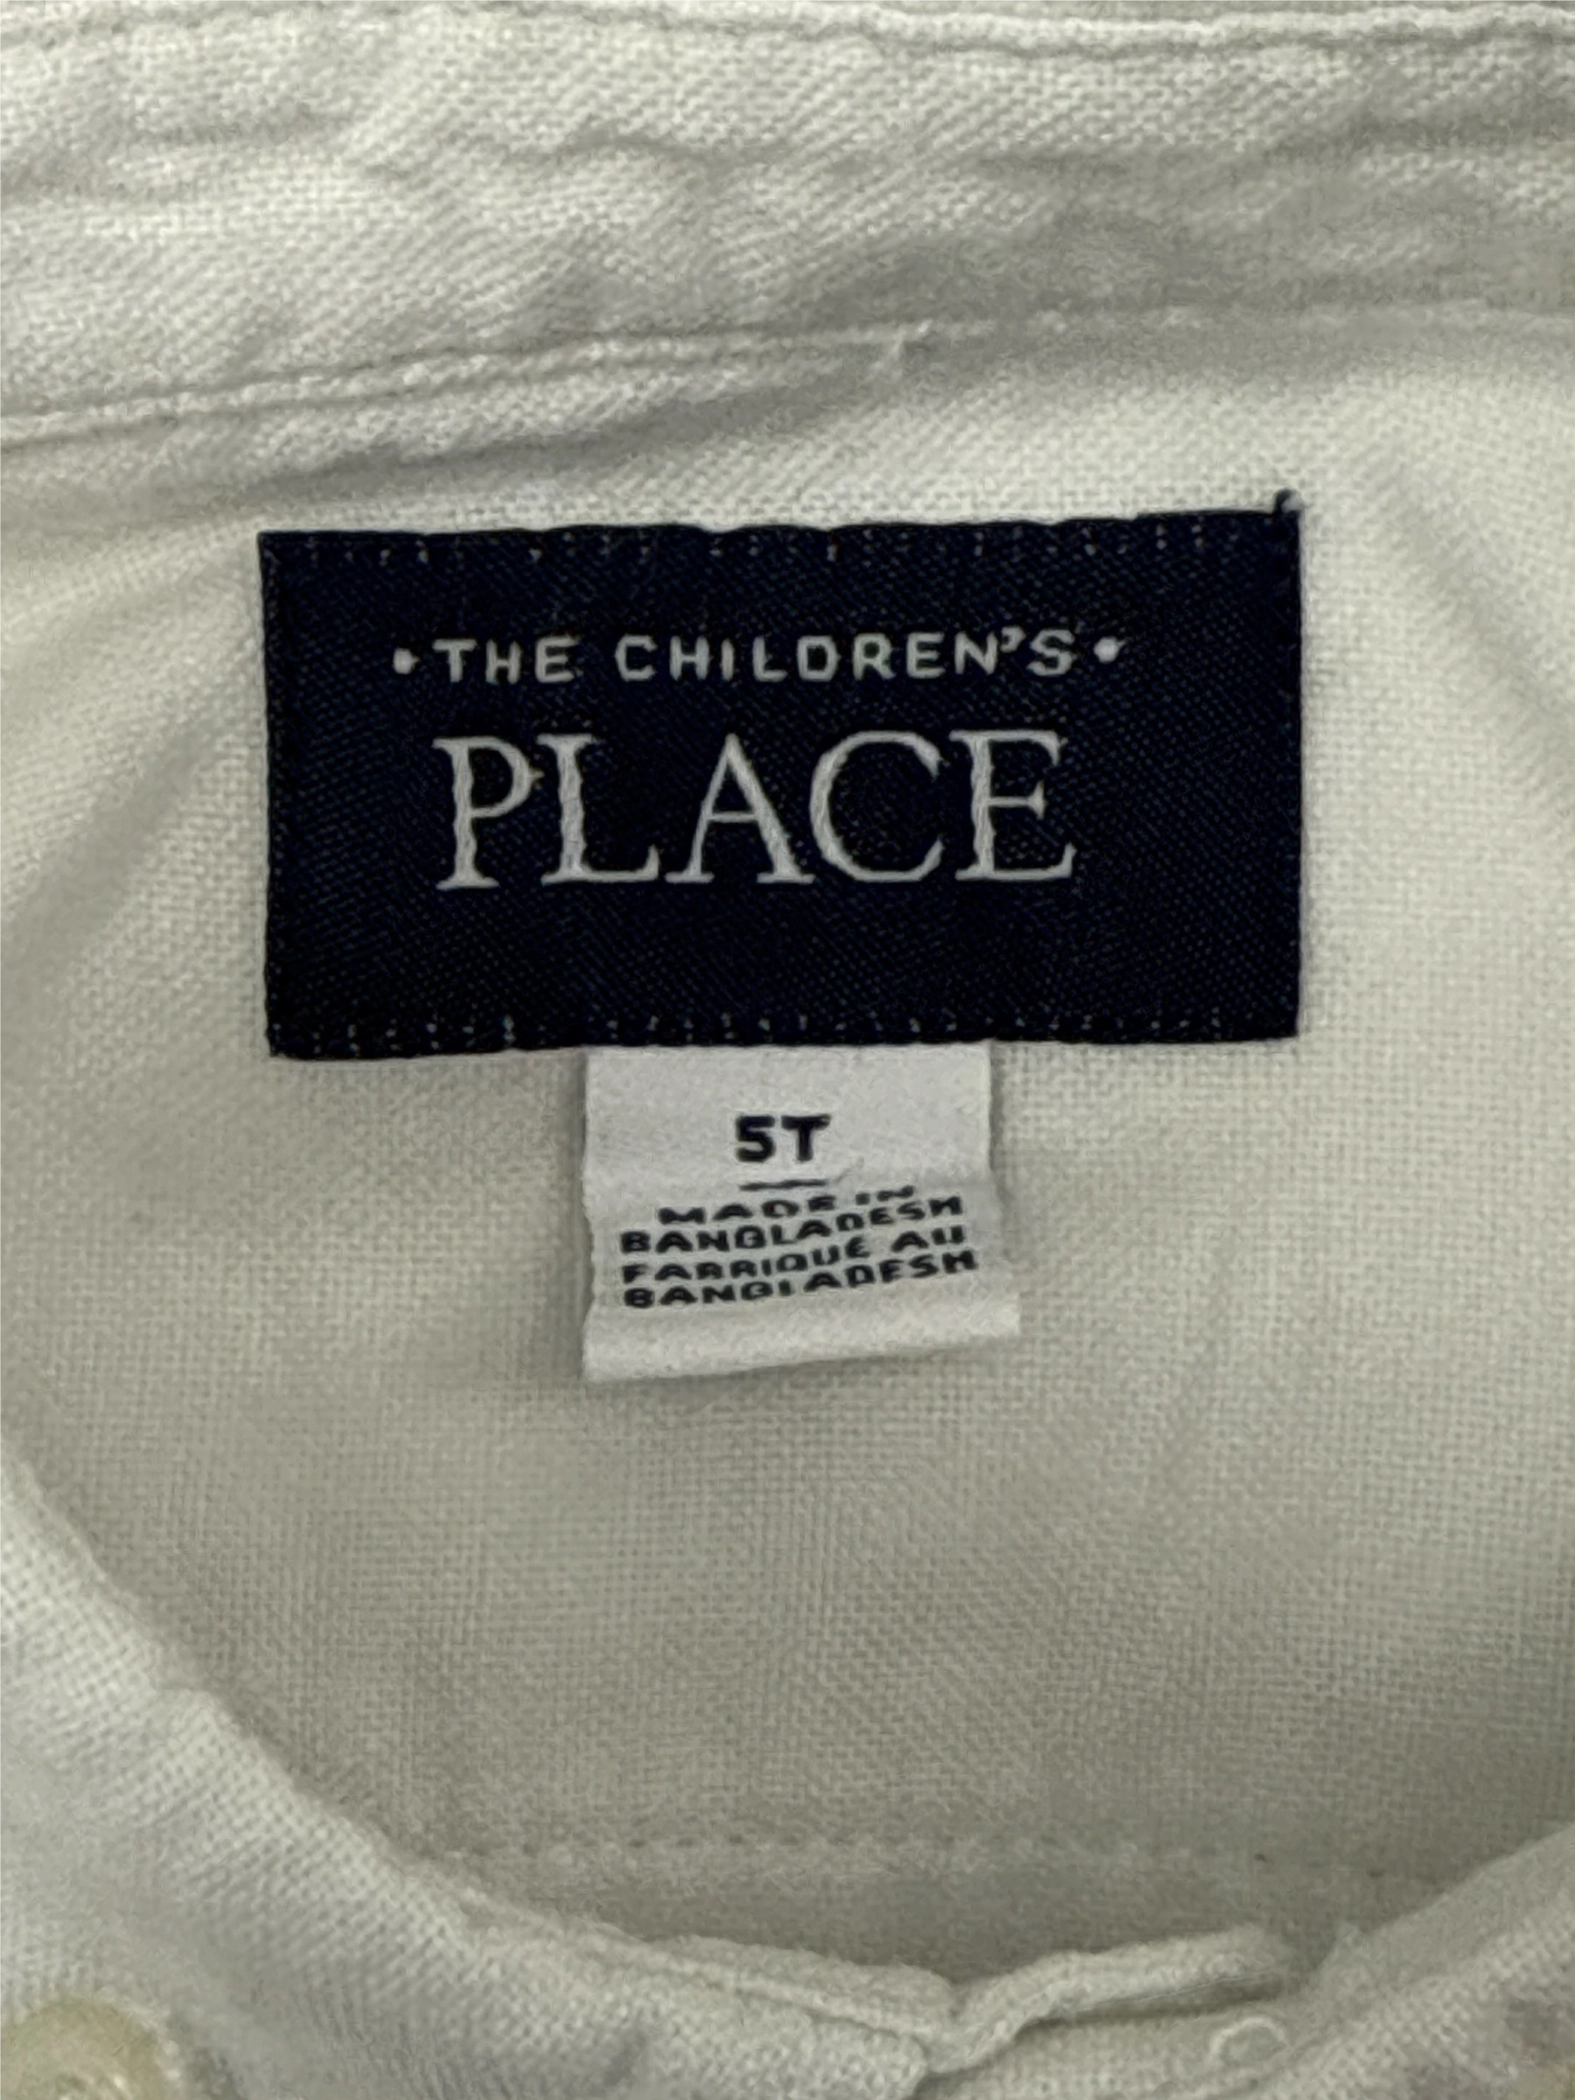 •THE CHILDREN'S•
PLACE
5T
MADE IN
BANGLADESH
FABRIQUÉ AU
BANGLADESH